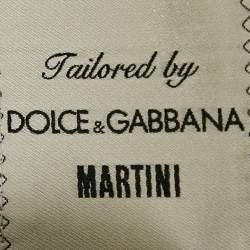 Tailored by
DOLCE & GABBANA
MARTINI